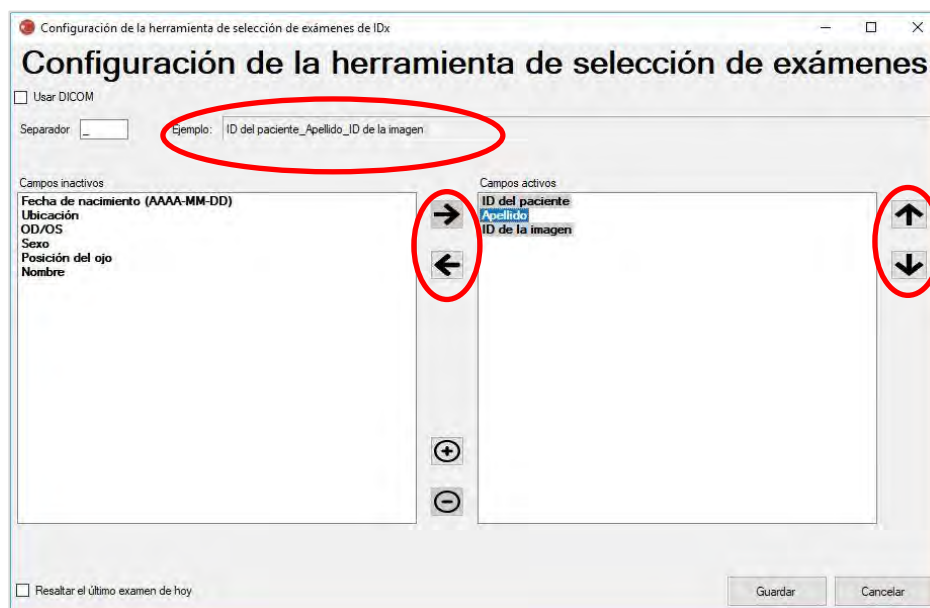 Configuración de la herramienta de selección de exámenes de IDx
Configuración de la herramienta de selección de exámenes
Usar DICOM
Separador _ Ejemplo: ID del paciente_Apellido_ID de la imagen
Campos inactivos
Fecha de nacimiento (AAAA-MM-DD)
Ubicación
OD/OS
Sexo
Posición del ojo
Nombre
Campos activos
ID del paciente
Apellido
ID de la imagen
Resaltar el último examen de hoy
Guardar Cancelar